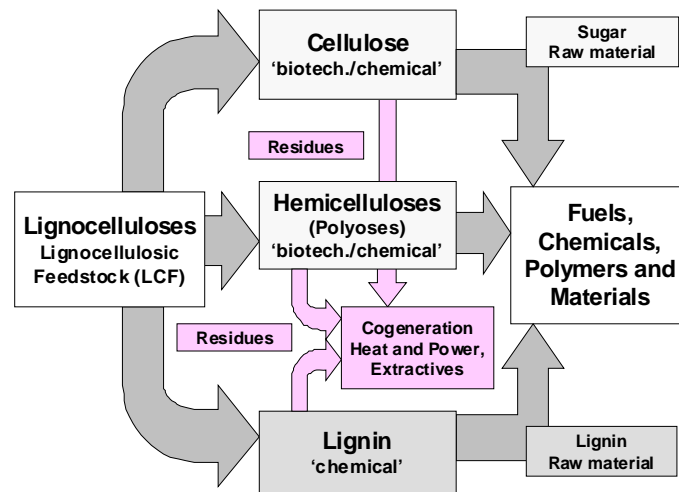 Cellulose
‘biotech./chemical’
Sugar
Raw material
Residues
Lignocelluloses
Lignocellulosic
Feedstock (LCF)
Hemicelluloses
(Polyoses)
‘biotech./chemical’
Fuels,
Chemicals,
Polymers and
Materials
Residues
Cogeneration
Heat and Power,
Extractives
Lignin
‘chemical’
Lignin
Raw material